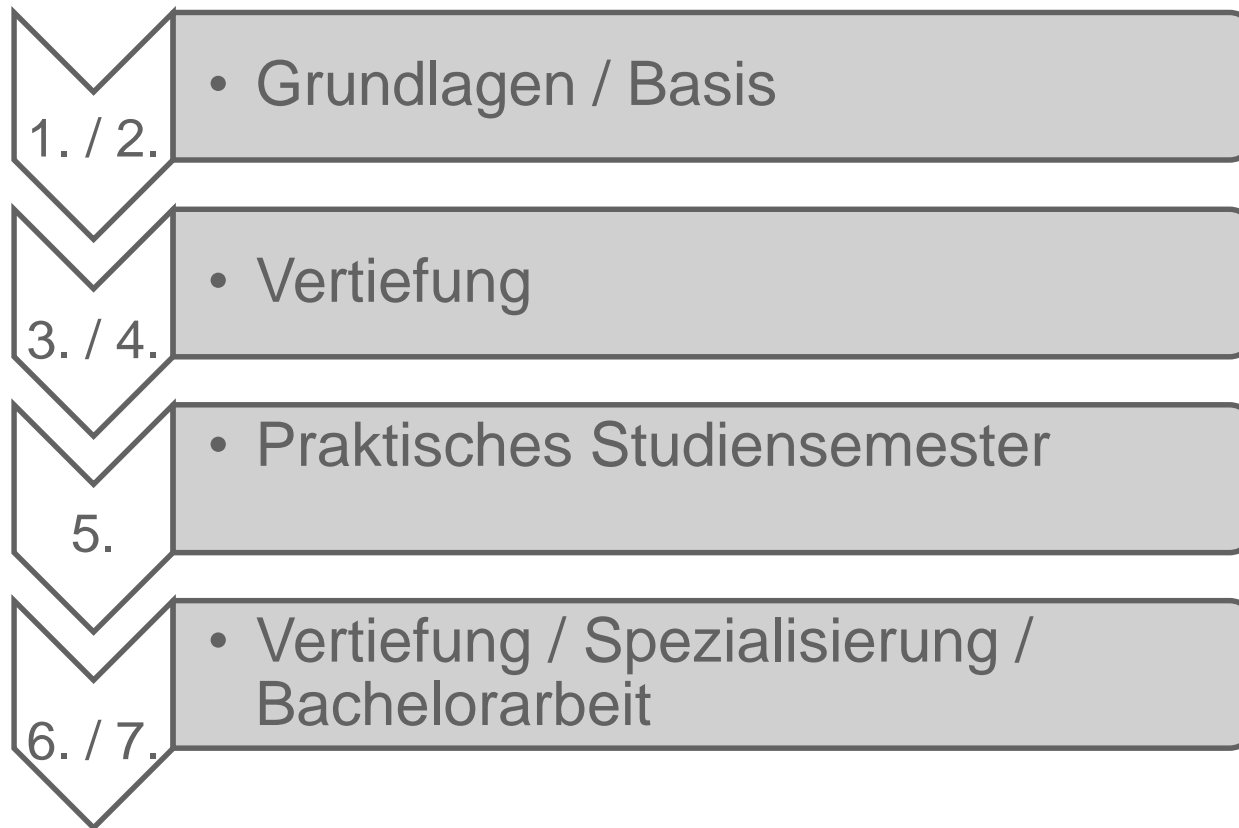 1. / 2.
• Grundlagen / Basis
3. / 4.
• Vertiefung
5.
• Praktisches Studiensemester
6. / 7.
• Vertiefung / Spezialisierung /
Bachelorarbeit